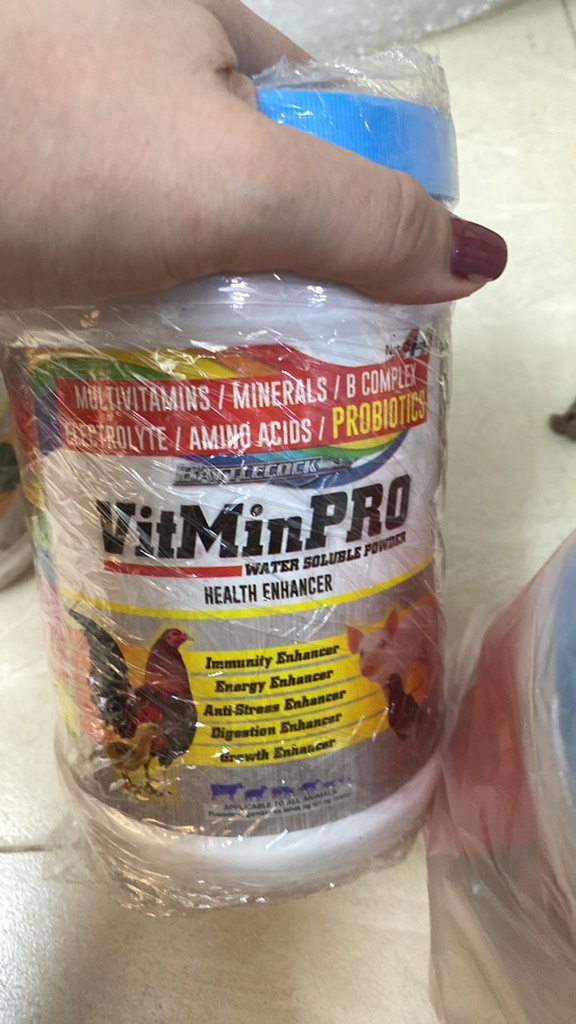 MULTIVITAMINS / MINERALS / B COMPLEX
ELECTROLYTE / AMINO ACIDS / PROBIOTICS
BATTLECOCK
VitMinPRO
WATER SOLUBLE POWDER
HEALTH ENHANCER
Immunity Enhancer
Energy Enhancer
Anti-Stress Enhancer
Digestion Enhancer
Growth Enhancer
APPLICABLE TO ALL ANIMALS